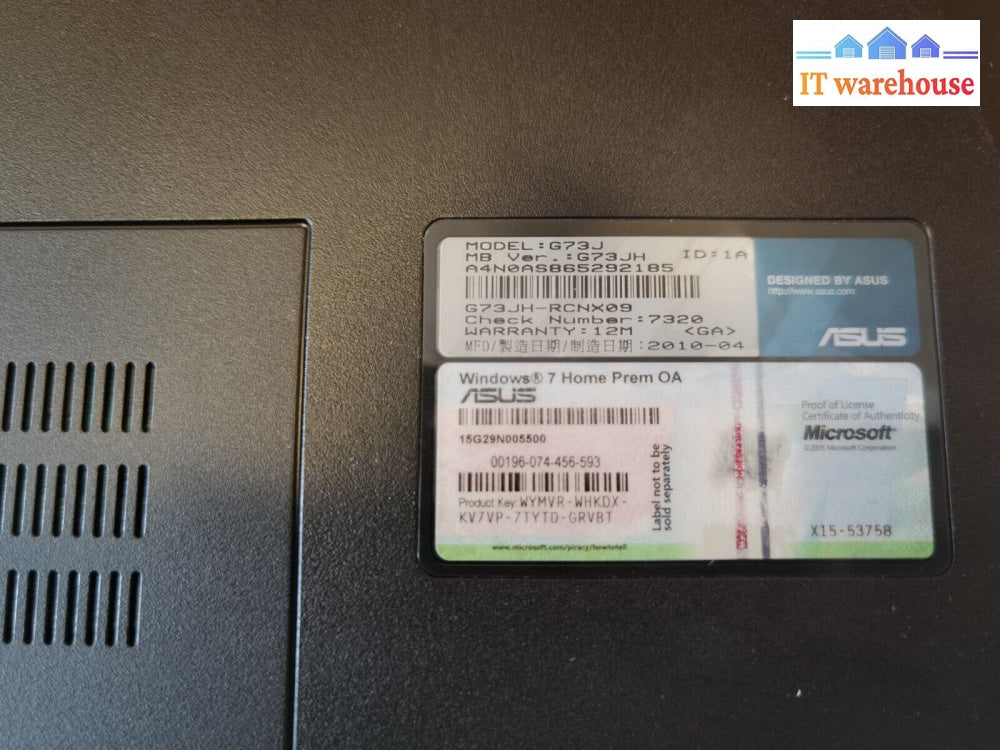 IT warehouse
MODEL:G73J
MB Ver.:G73JH ID:1A
A4N0AS865292185
G73JH-RCNX09
Check Number:7320
WARRANTY:12M <GA>
MFD/製造日期/制造日期:2010-04
DESIGNED BY ASUS
http://www.asus.com
ASUS
Windows® 7 Home Prem OA
ASUS
15G29N005500
00196-074-456-593
Product Key: WYMVR-WHKDX-
KV7VP-7TYTD-GRVBT
Label not to be
sold separately
www.microsoft.com/piracy/howtotell
Proof of License
Certificate of Authenticity
Microsoft
©2005 Microsoft Corporation
X15-53758